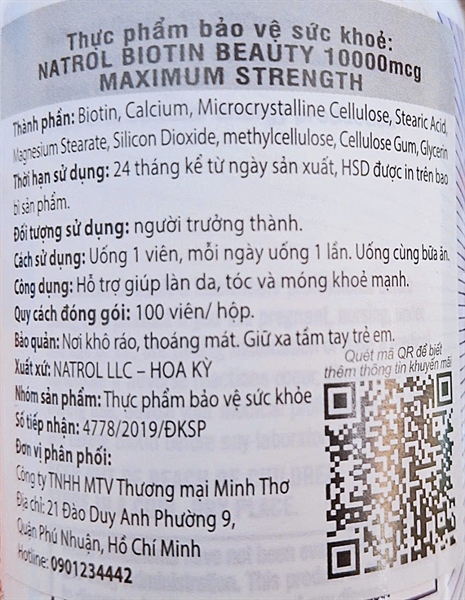 Thực phẩm bảo vệ sức khoẻ:
NATROL BIOTIN BEAUTY 10000mcg
MAXIMUM STRENGTH
Thành phần: Biotin, Calcium, Microcrystalline Cellulose, Stearic Acid,
Magnesium Stearate, Silicon Dioxide, methylcellulose, Cellulose Gum, Glycerin
Thời hạn sử dụng: 24 tháng kể từ ngày sản xuất, HSD được in trên bao
bì sản phẩm.
Đối tượng sử dụng: người trưởng thành.
Cách sử dụng: Uống 1 viên, mỗi ngày uống 1 lần. Uống cùng bữa ăn.
Công dụng: Hỗ trợ giúp làn da, tóc và móng khoẻ mạnh.
Quy cách đóng gói: 100 viên/ hộp.
Bảo quản: Nơi khô ráo, thoáng mát. Giữ xa tầm tay trẻ em.
Xuất xứ: NATROL LLC – HOA KỲ
Nhóm sản phẩm: Thực phẩm bảo vệ sức khỏe
Số tiếp nhận: 4778/2019/ĐKSP
Đơn vị phân phối:
Công ty TNHH MTV Thương mại Minh Thơ
Địa chỉ: 21 Đào Duy Anh Phường 9,
Quận Phú Nhuận, Hồ Chí Minh
Hotline: 0901234442
Quét mã QR để biết
thêm thông tin khuyến mãi